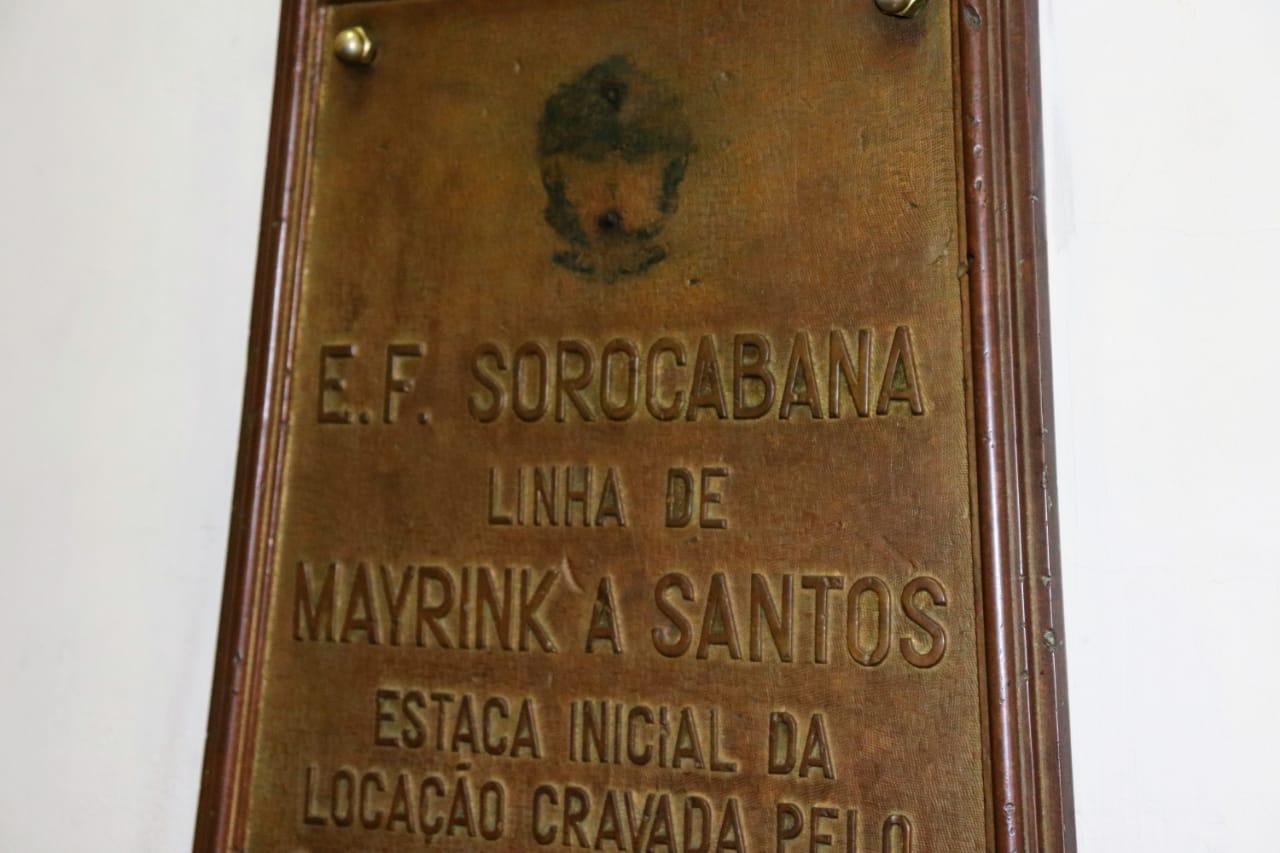 E.F. SOROCABANA
LINHA DE
MAYRINK A SANTOS
ESTACA INICIAL DA
LOCAÇÃO CRAVADA PELO